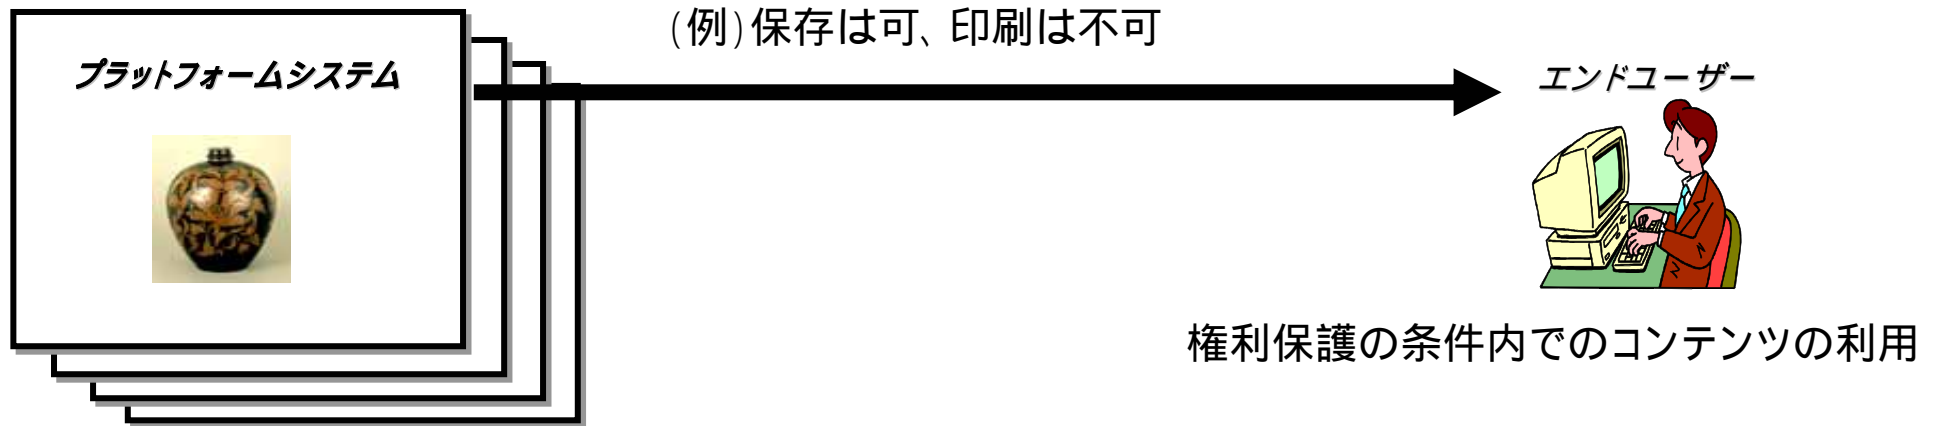 (例)保存は可、印刷は不可
プラットフォームシステム
エンドユーザー
権利保護の条件内でのコンテンツの利用